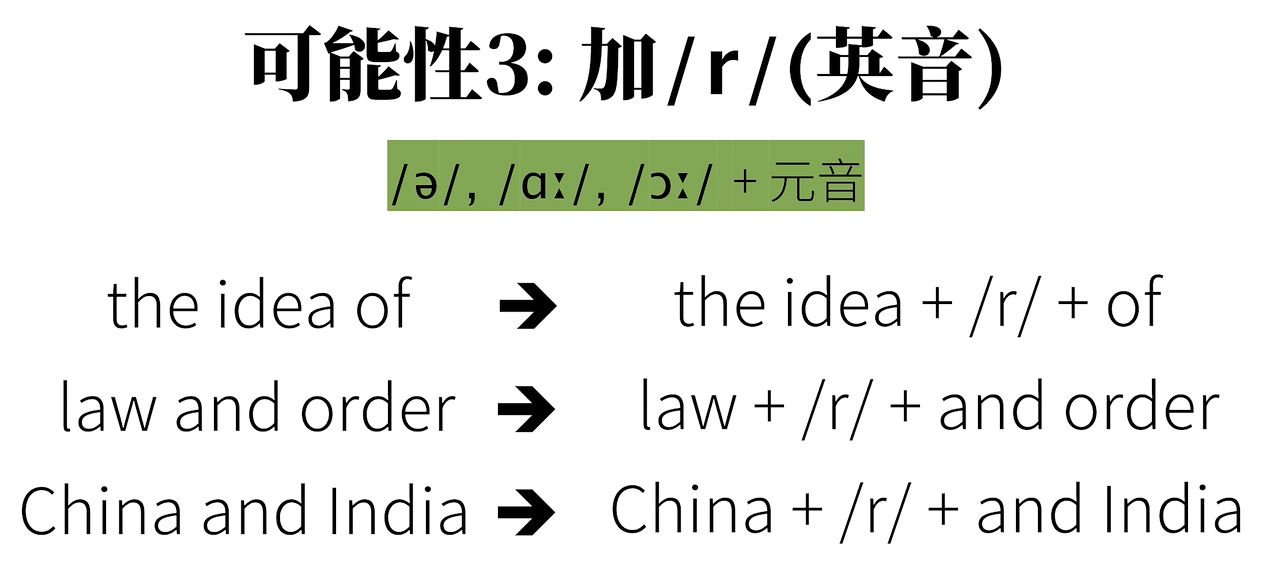 可能性3: 加/r/(英音)
/ə/, /ɑː/, /ɔː/ + 元音
the idea of ➔ the idea + /r/ + of
law and order ➔ law + /r/ + and order
China and India ➔ China + /r/ + and India